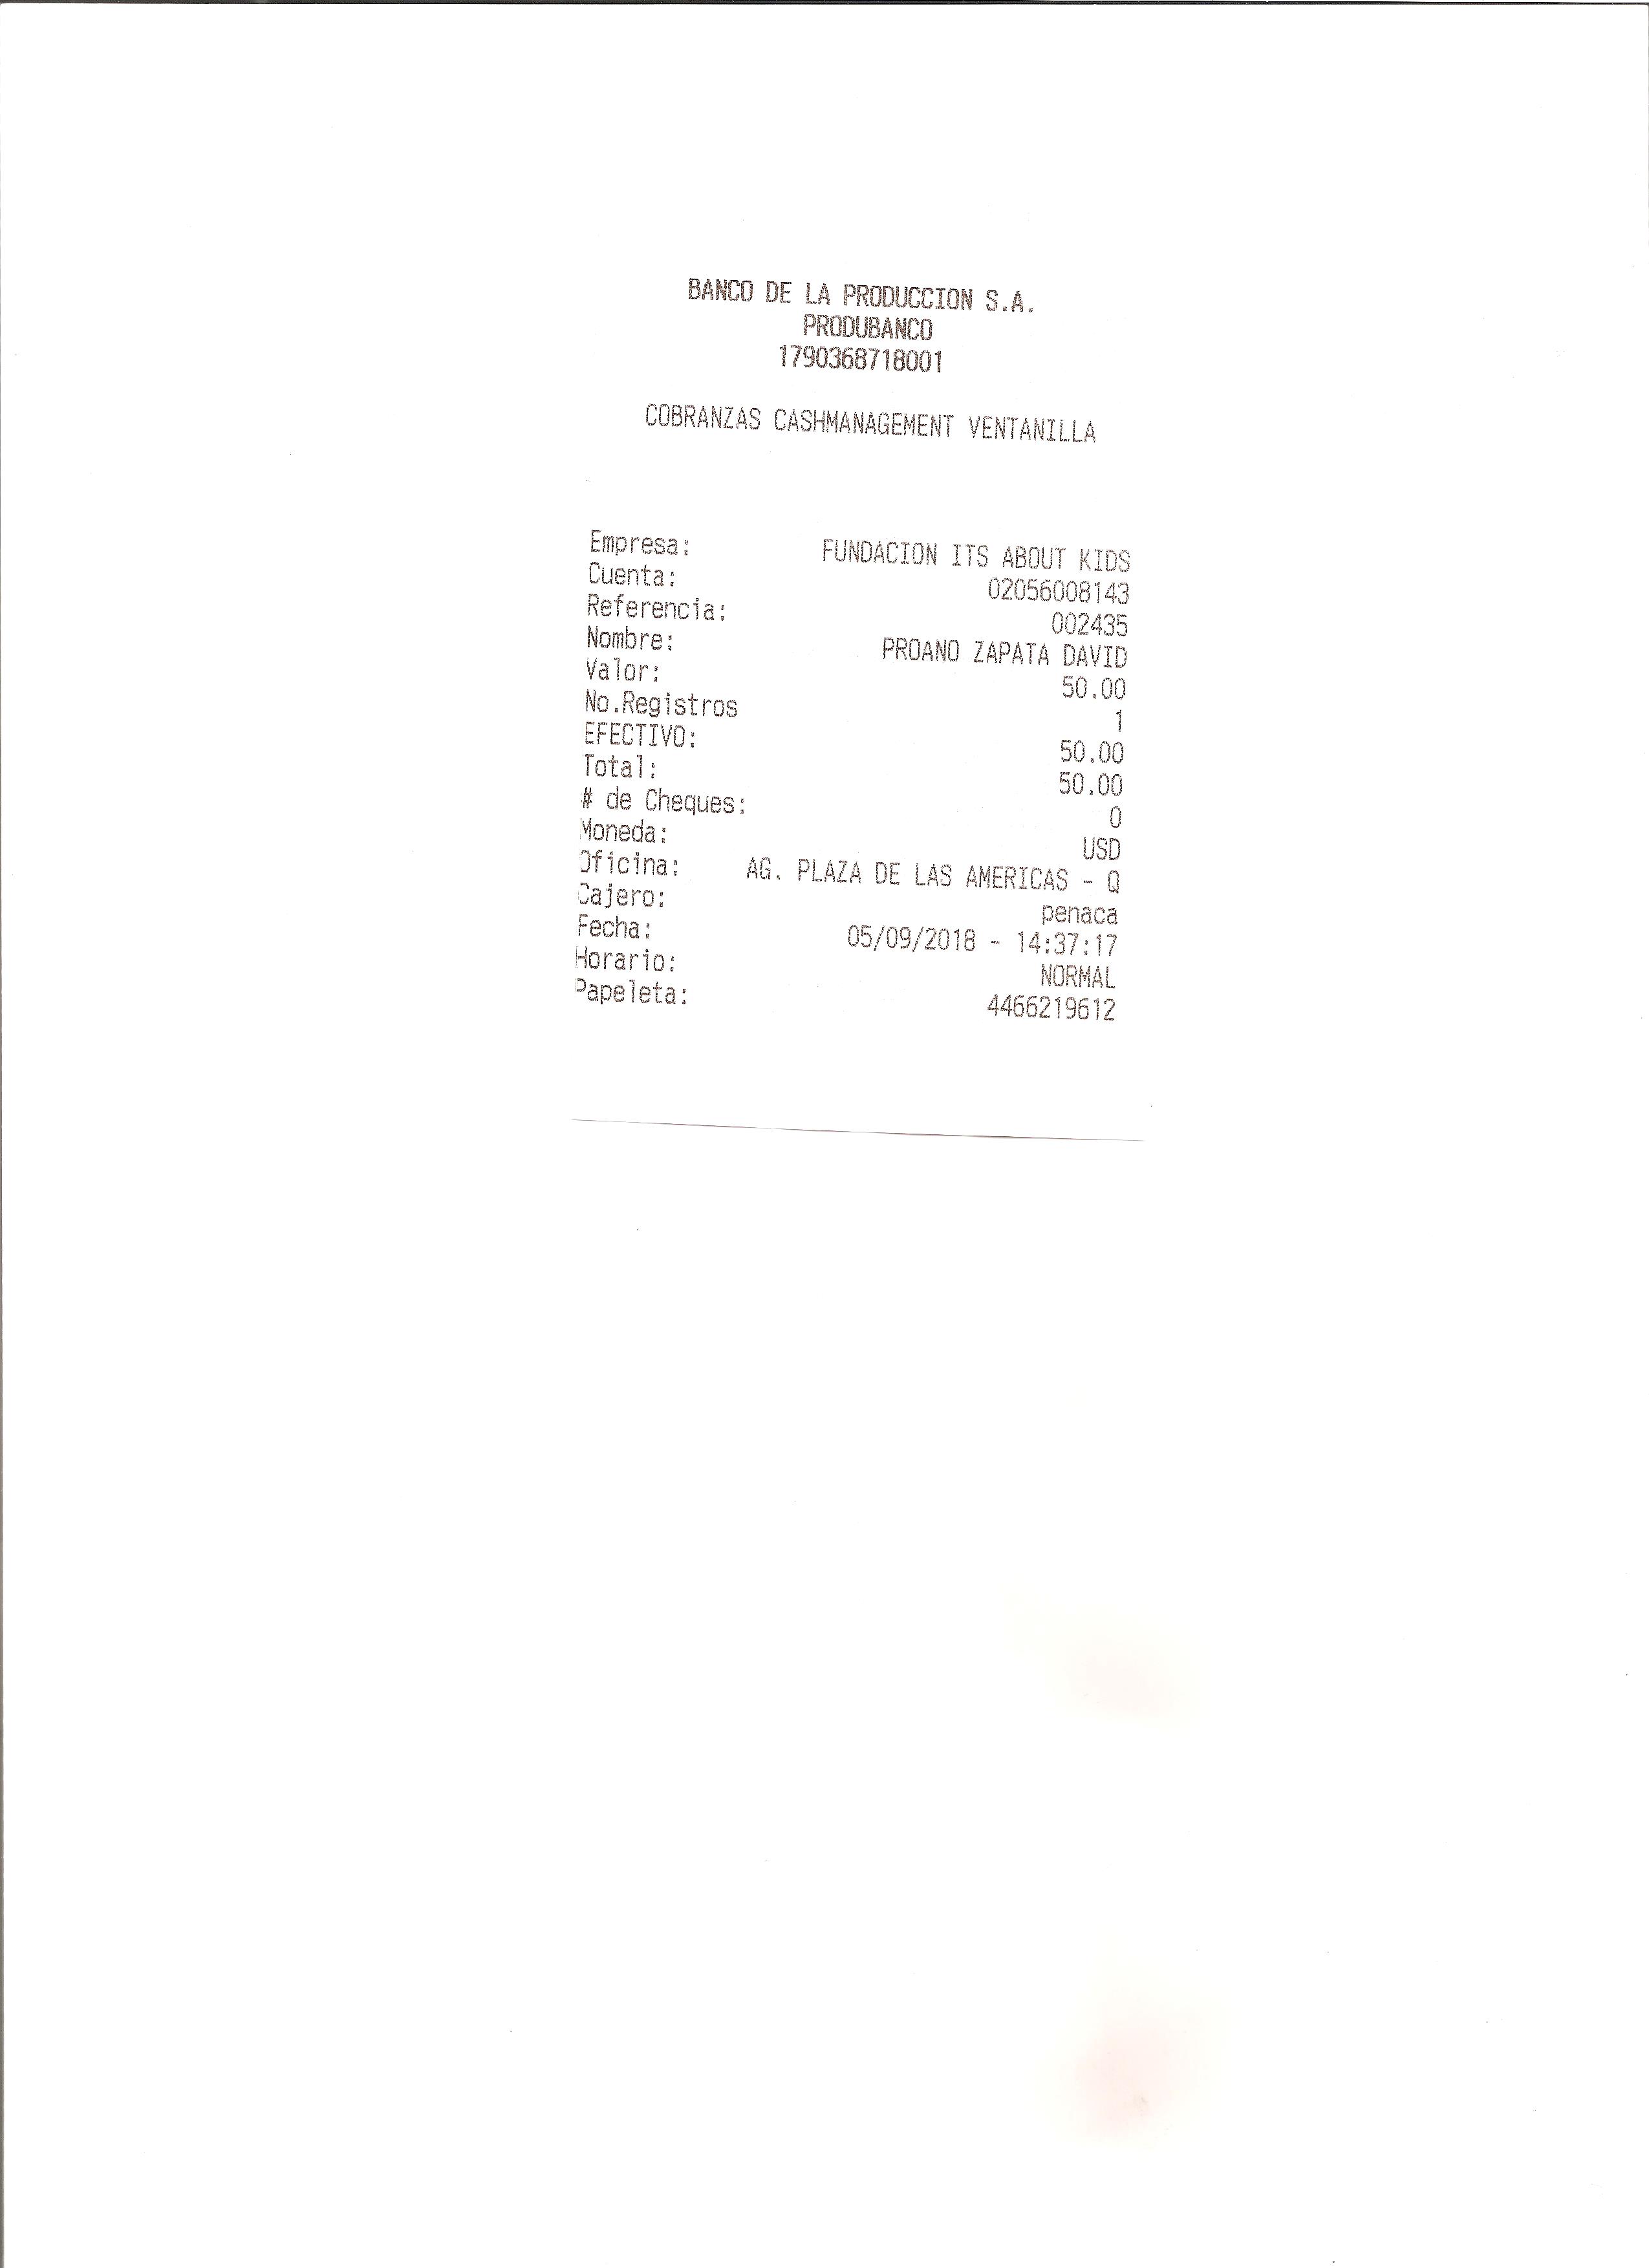 BANCO DE LA PRODUCCION S.A.
PRODUBANCO
1790368718001
COBRANZAS CASHMANAGEMENT VENTANILLA
Empresa: FUNDACION ITS ABOUT KIDS
Cuenta: 02056008143
Referencia: 002435
Nombre: PROANO ZAPATA DAVID
Valor: 50.00
No.Registros 1
EFECTIVO: 50.00
Total: 50.00
# de Cheques: 0
Moneda: USD
Oficina: AG. PLAZA DE LAS AMERICAS - Q
Cajero: penaca
Fecha: 05/09/2018 - 14:37:17
Horario: NORMAL
Papeleta: 4466219612